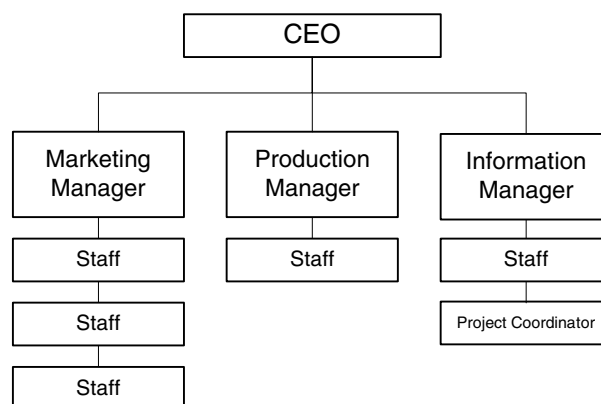 CEO
Marketing
Manager
Production
Manager
Information
Manager
Staff
Staff
Staff
Staff
Project Coordinator
Staff